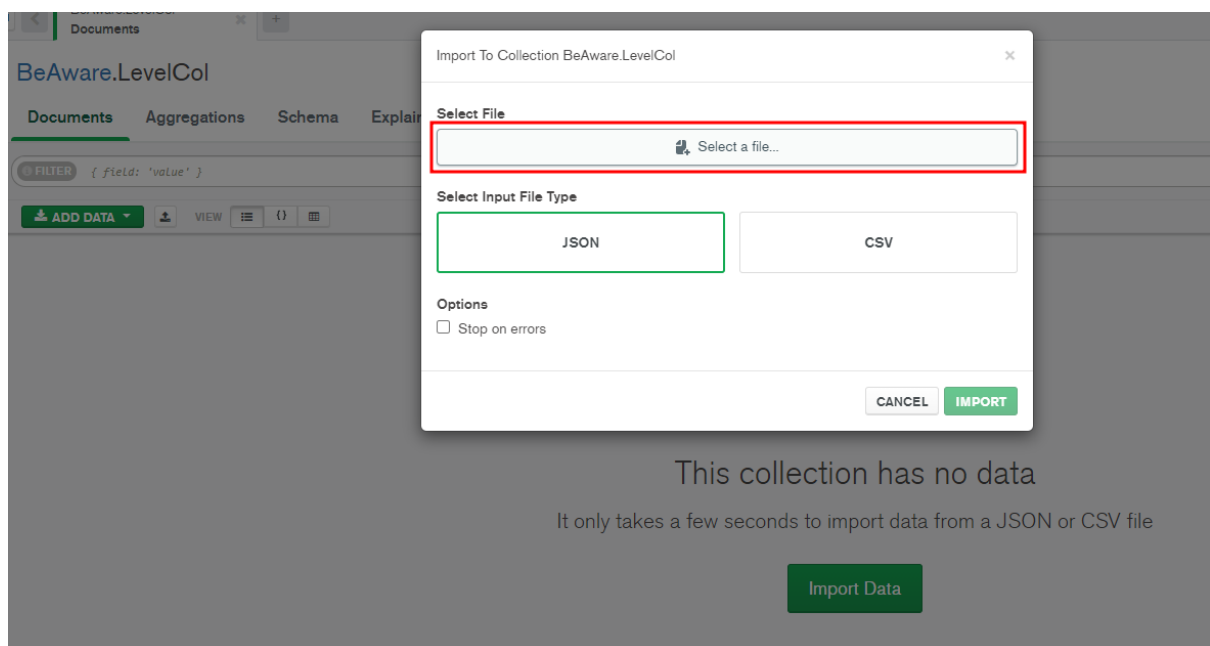 Documents
BeAware.LevelCol
Documents Aggregations Schema Explain
FILTER { field: 'value' }
ADD DATA VIEW {}
Import To Collection BeAware.LevelCol
Select File
Select a file...
Select Input File Type
JSON CSV
Options
Stop on errors
CANCEL IMPORT
This collection has no data
It only takes a few seconds to import data from a JSON or CSV file
Import Data